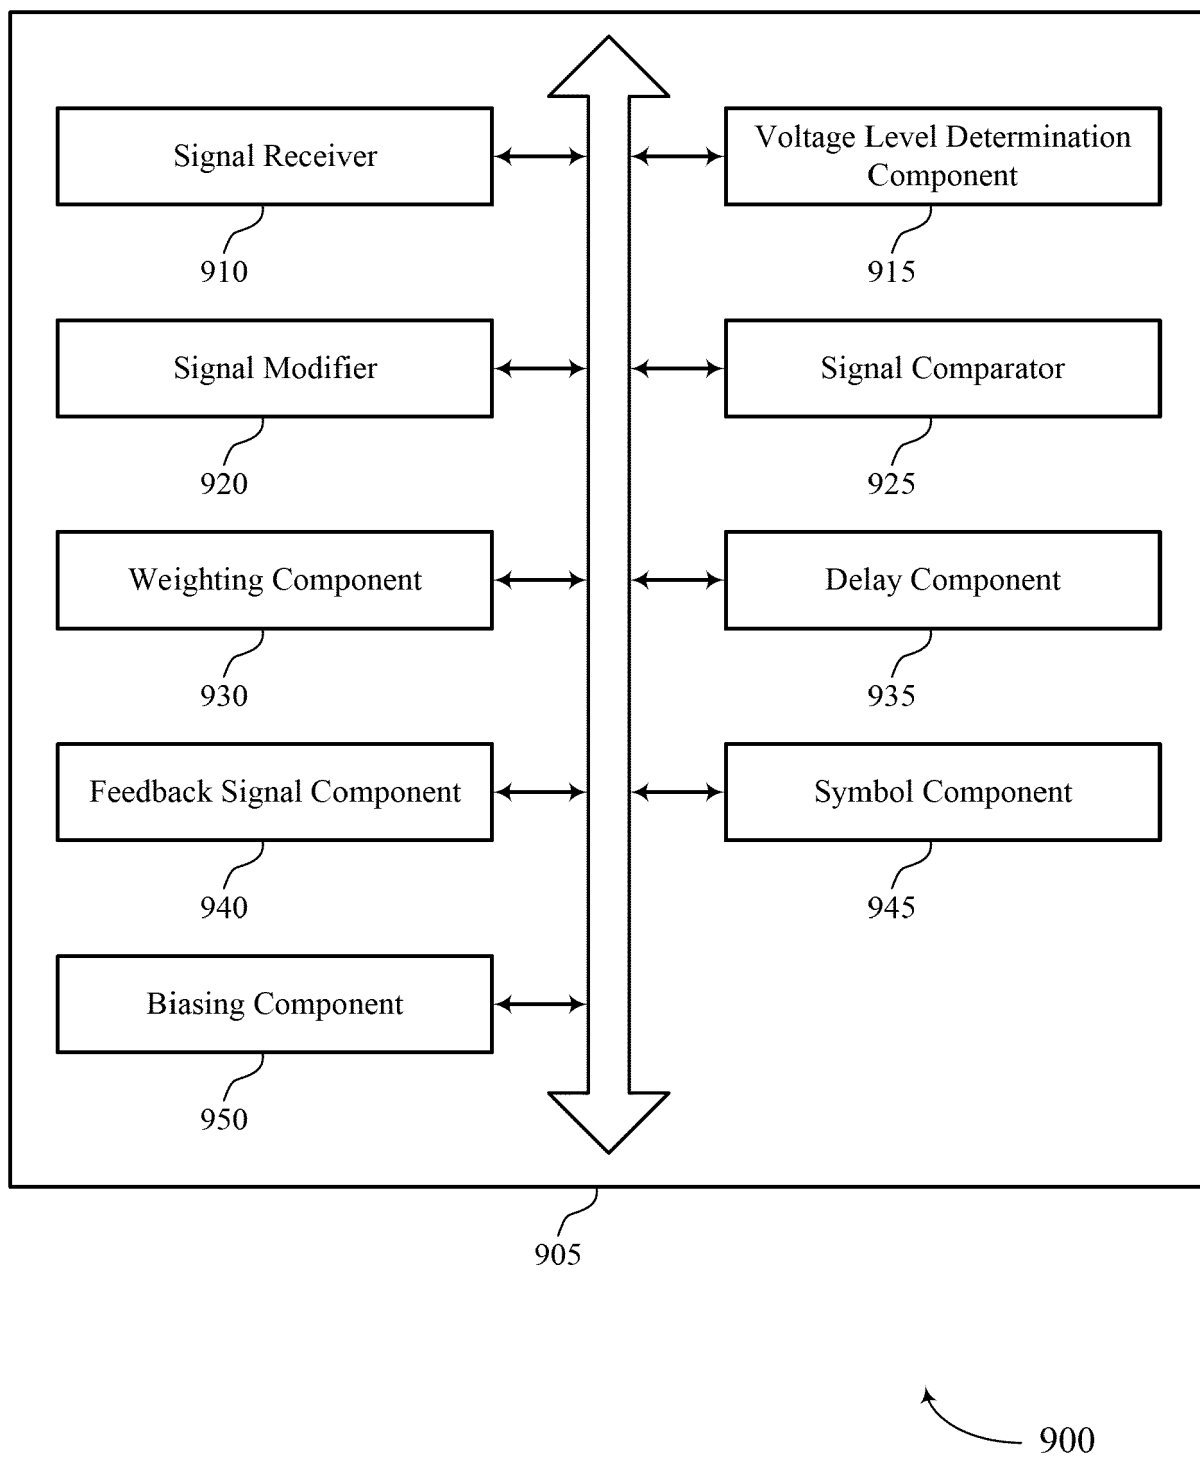 Signal Receiver
910
Voltage Level Determination
Component
915
Signal Modifier
920
Signal Comparator
925
Weighting Component
930
Delay Component
935
Feedback Signal Component
940
Symbol Component
945
Biasing Component
950
905
900